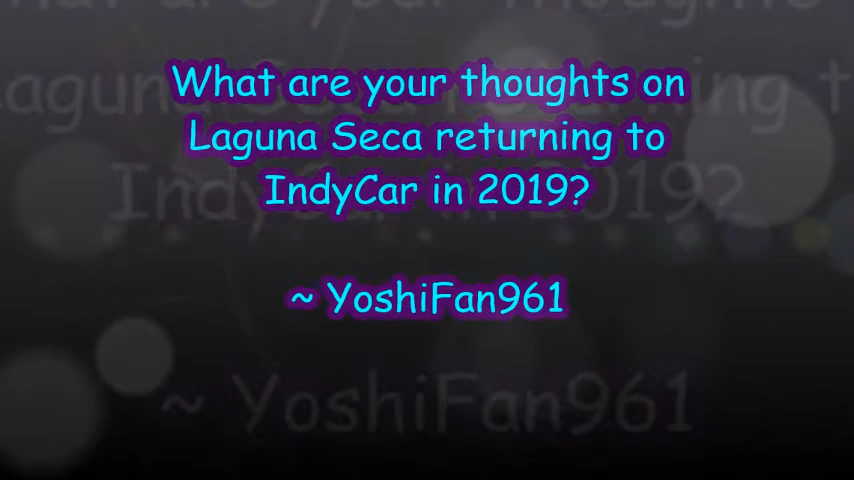 What are your thoughts on
Laguna Seca returning to
IndyCar in 2019?
~ YoshiFan961